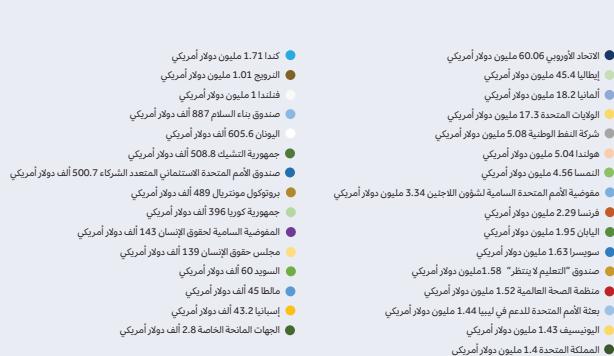 الاتحاد الأوروبي 60.06 مليون دولار أمريكي
إيطاليا 45.4 مليون دولار أمريكي
ألمانيا 18.2 مليون دولار أمريكي
الولايات المتحدة 17.3 مليون دولار أمريكي
شركة النفط الوطنية 5.08 مليون دولار أمريكي
هولندا 5.04 مليون دولار أمريكي
النمسا 4.56 مليون دولار أمريكي
مفوضية الأمم المتحدة السامية لشؤون اللاجئين 3.34 مليون دولار أمريكي
فرنسا 2.29 مليون دولار أمريكي
اليابان 1.95 مليون دولار أمريكي
سويسرا 1.63 مليون دولار أمريكي
صندوق "التعليم لا ينتظر" 1.58مليون دولار أمريكي
منظمة الصحة العالمية 1.52 مليون دولار أمريكي
بعثة الأمم المتحدة للدعم في ليبيا 1.44 مليون دولار أمريكي
اليونيسيف 1.43 مليون دولار أمريكي
المملكة المتحدة 1.4 مليون دولار أمريكي
كندا 1.71 مليون دولار أمريكي
النرويج 1.01 مليون دولار أمريكي
فنلندا 1 مليون دولار أمريكي
صندوق بناء السلام 887 ألف دولار أمريكي
اليونان 605.6 ألف دولار أمريكي
جمهورية التشيك 508.8 ألف دولار أمريكي
صندوق الأمم المتحدة الاستئماني المتعدد الشركاء 500.7 ألف دولار أمريكي
بروتوكول مونتريال 489 ألف دولار أمريكي
جمهورية كوريا 396 ألف دولار أمريكي
المفوضية السامية لحقوق الإنسان 143 ألف دولار أمريكي
مجلس حقوق الإنسان 139 ألف دولار أمريكي
السويد 60 ألف دولار أمريكي
مالطا 45 ألف دولار أمريكي
إسبانيا 43.2 ألف دولار أمريكي
الجهات المانحة الخاصة 2.8 ألف دولار أمريكي